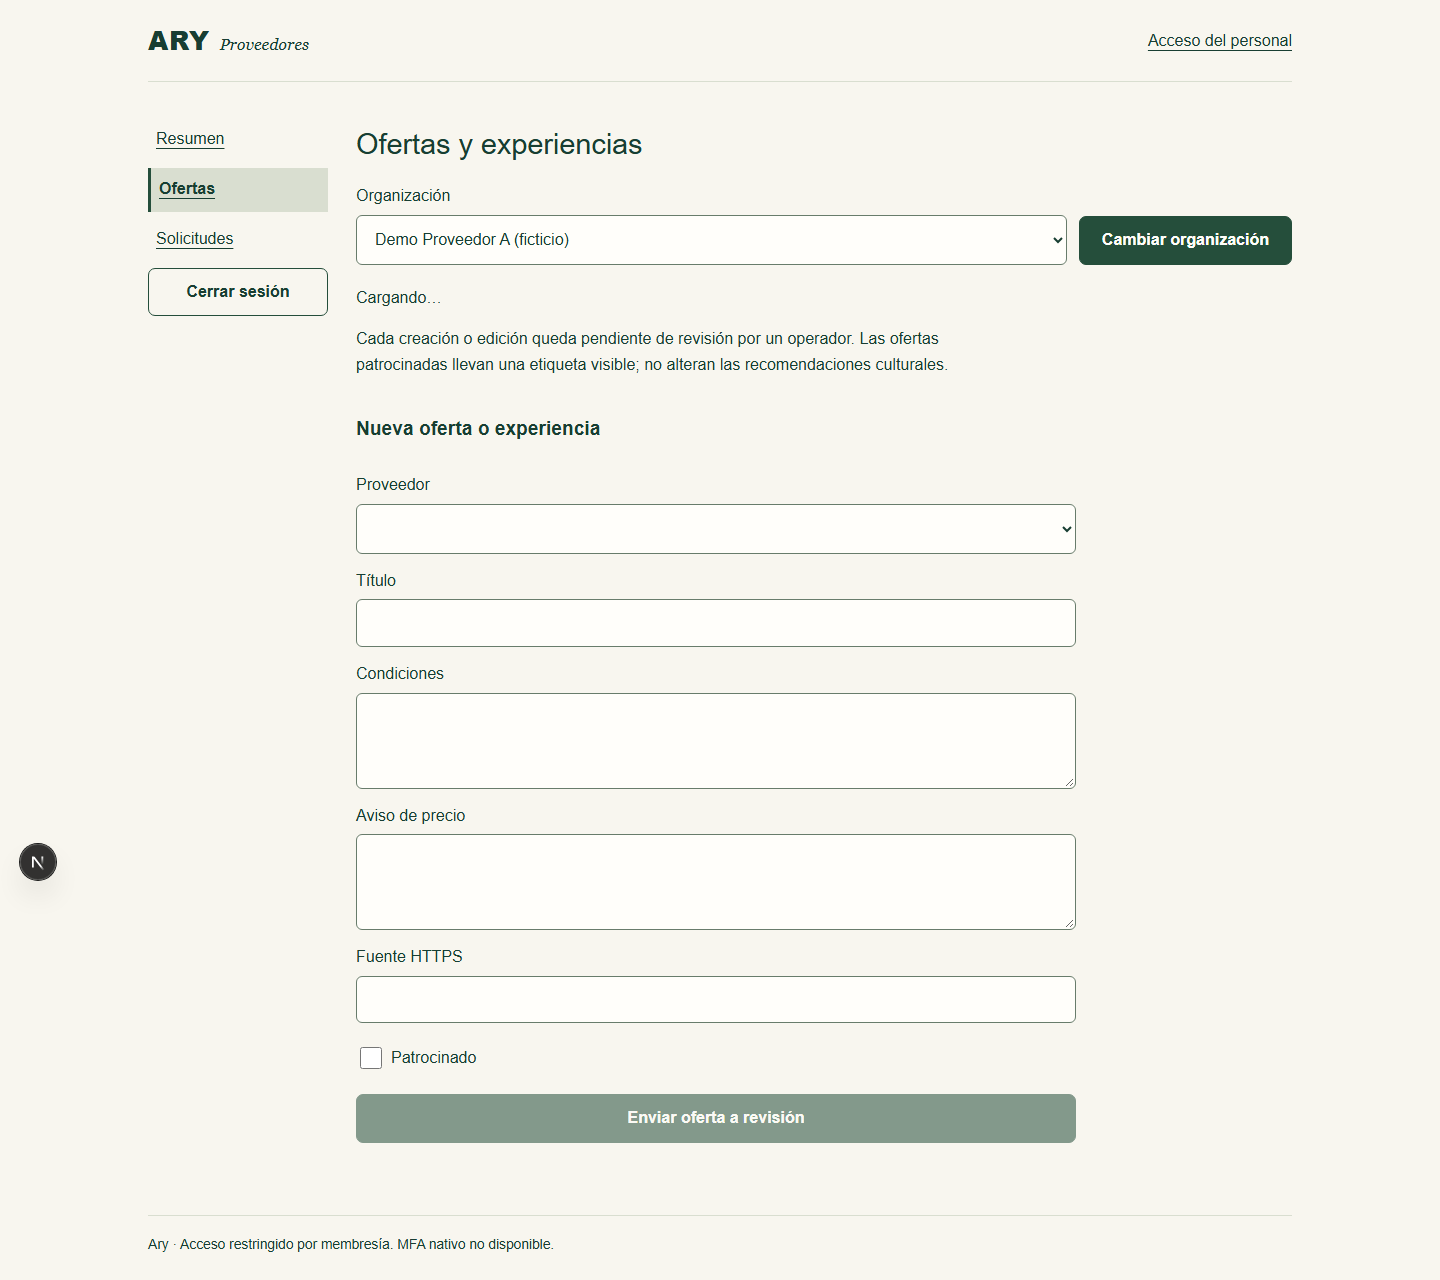 ARY Proveedores
Acceso del personal
Resumen
Ofertas
Solicitudes
Cerrar sesión
Ofertas y experiencias
Organización
Demo Proveedor A (ficticio)
Cambiar organización
Cargando…
Cada creación o edición queda pendiente de revisión por un operador. Las ofertas
patrocinadas llevan una etiqueta visible; no alteran las recomendaciones culturales.
Nueva oferta o experiencia
Proveedor
Título
Condiciones
Aviso de precio
Fuente HTTPS
Patrocinado
Enviar oferta a revisión
N
Ary · Acceso restringido por membresía. MFA nativo no disponible.